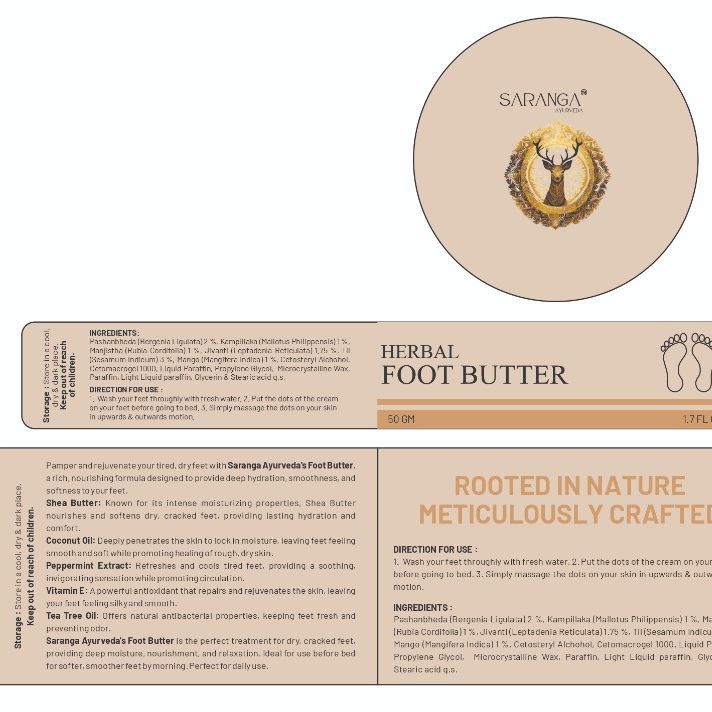 SARANGA
AYURVEDA
Storage : Store in a cool,
dry & dark place.
Keep out of reach
of children.
INGREDIENTS:
Pashanbheda (Bergenia Ligulata) 2 %, Kampillaka (Mallotus Philippensis) 1 %,
Manjistha (Rubia Cordifolia) 1 %, Jivanti (Leptadenia Reticulata) 1.75 %, Til
(Sesamum Indicum) 3 %, Mango (Mangifera Indica) 1 %, Cetosteryl Alchohol,
Cetomacrogel 1000, Liquid Paraffin, Propylene Glycol, Microcrystalline Wax,
Paraffin, Light Liquid paraffin, Glycerin & Stearic acid q.s.
DIRECTION FOR USE :
1. Wash your feet throughly with fresh water. 2. Put the dots of the cream
on your feet before going to bed. 3. Simply massage the dots on your skin
in upwards & outwards motion.
HERBAL
FOOT BUTTER
50 GM
1.7 FL
Storage : Store in a cool, dry & dark place.
Keep out of reach of children.
Pamper and rejuvenate your tired, dry feet with Saranga Ayurveda's Foot Butter,
a rich, nourishing formula designed to provide deep hydration, smoothness, and
softness to your feet.
Shea Butter: Known for its intense moisturizing properties, Shea Butter
nourishes and softens dry, cracked feet, providing lasting hydration and
comfort.
Coconut Oil: Deeply penetrates the skin to lock in moisture, leaving feet feeling
smooth and soft while promoting healing of rough, dry skin.
Peppermint Extract: Refreshes and cools tired feet, providing a soothing,
invigorating sensation while promoting circulation.
Vitamin E: A powerful antioxidant that repairs and rejuvenates the skin, leaving
your feet feeling silky and smooth.
Tea Tree Oil: Offers natural antibacterial properties, keeping feet fresh and
preventing odor.
Saranga Ayurveda's Foot Butter is the perfect treatment for dry, cracked feet,
providing deep moisture, nourishment, and relaxation. Ideal for use before bed
for softer, smoother feet by morning. Perfect for daily use.
ROOTED IN NATURE
METICULOUSLY CRAFTED
DIRECTION FOR USE :
1. Wash your feet throughly with fresh water. 2. Put the dots of the cream on your
before going to bed. 3. Simply massage the dots on your skin in upwards & outw
motion.
INGREDIENTS :
Pashanbheda (Bergenia Ligulata) 2 %, Kampillaka (Mallotus Philippensis) 1 %, Ma
(Rubia Cordifolia) 1 %, Jivanti (Leptadenia Reticulata) 1.75 %, Til (Sesamum Indicu
Mango (Mangifera Indica) 1 %, Cetosteryl Alchohol, Cetomacrogel 1000, Liquid P
Propylene Glycol, Microcrystalline Wax, Paraffin, Light Liquid paraffin, Gly
Stearic acid q.s.